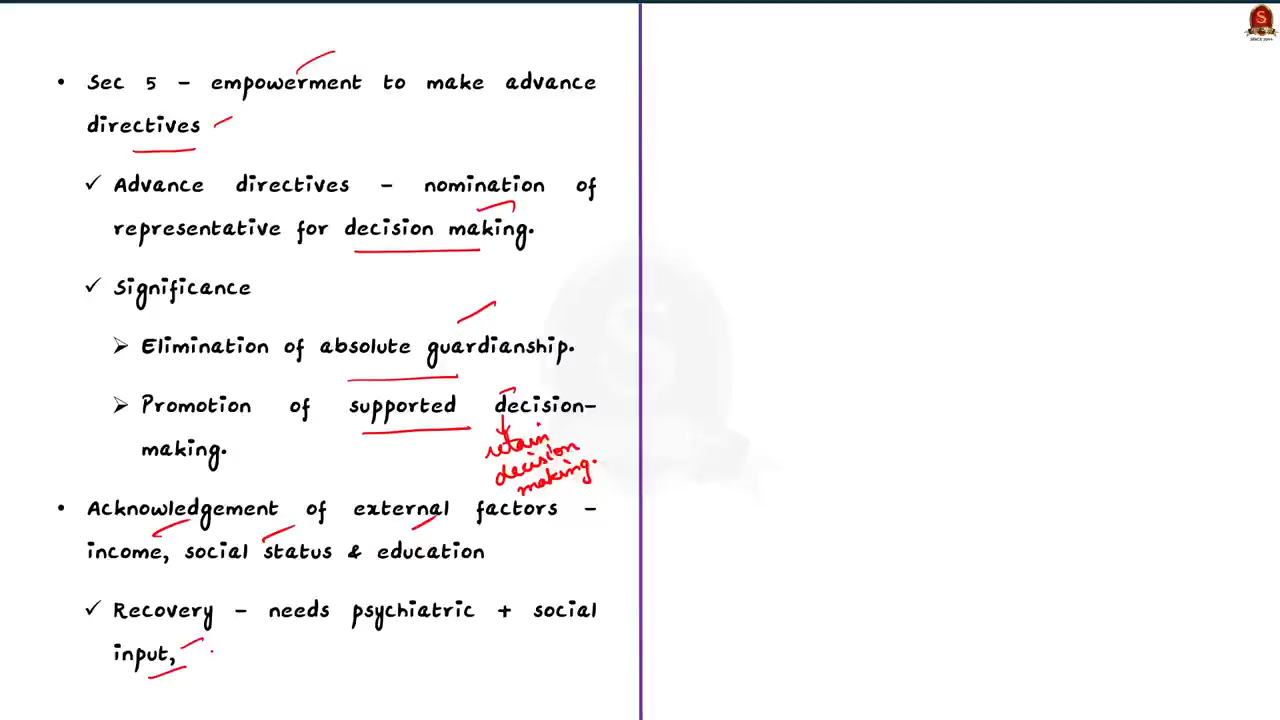 • Sec 5 - empowerment to make advance
directives
✓ Advance directives - nomination of
representative for decision making.
✓ Significance
➢ Elimination of absolute guardianship.
➢ Promotion of supported decision-
making.
retain
decision
making.
• Acknowledgement of external factors -
income, social status & education
✓ Recovery - needs psychiatric + social
input,
S